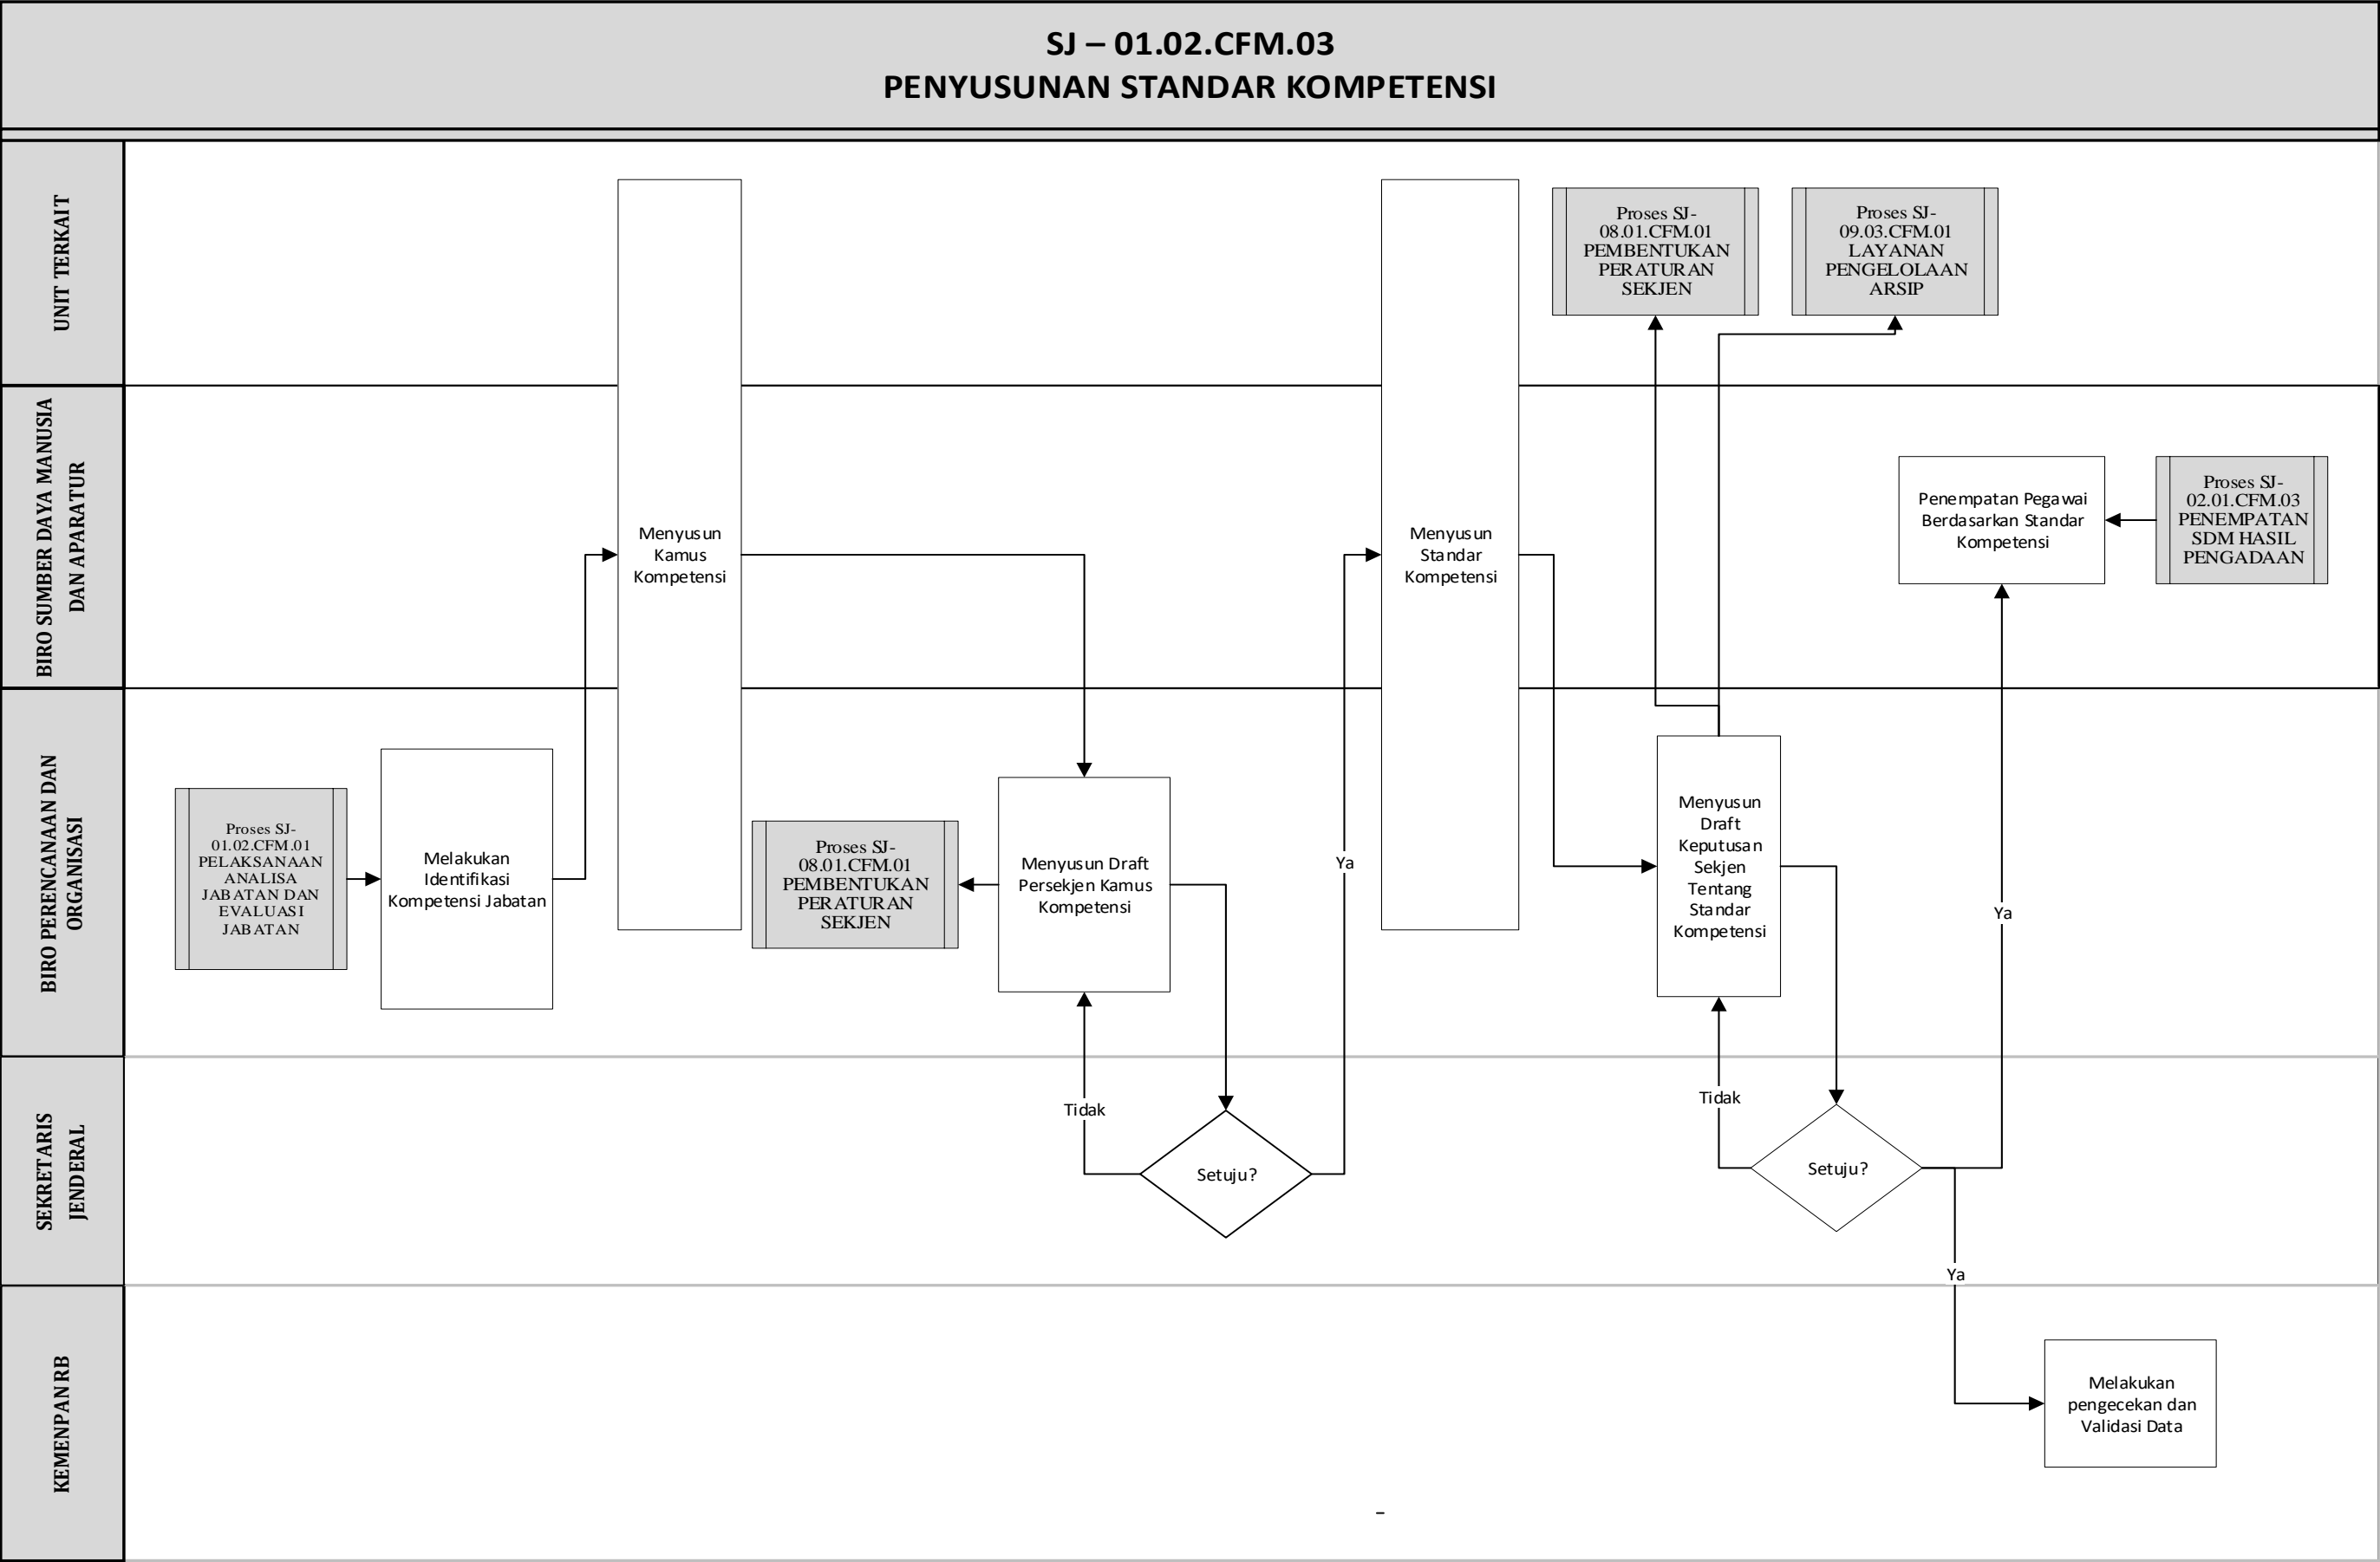 SJ – 01.02.CFM.03
PENYUSUNAN STANDAR KOMPETENSI
UNIT TERKAIT
Proses SJ-
08.01.CFM.01
PEMBENTUKAN
PERATURAN
SEKJEN
Proses SJ-
09.03.CFM.01
LAYANAN
PENGELOLAAN
ARSIP
BIRO SUMBER DAYA MANUSIA
DAN APARATUR
Menyusun
Kamus
Kompetensi
Menyusun
Standar
Kompetensi
Penempatan Pegawai
Berdasarkan Standar
Kompetensi
Proses SJ-
02.01.CFM.03
PENEMPATAN
SDM HASIL
PENGADAAN
BIRO PERENCANAAN DAN
ORGANISASI
Proses SJ-
01.02.CFM.01
PELAKSANAAN
ANALISA
JABATAN DAN
EVALUASI
JABATAN
Melakukan
Identifikasi
Kompetensi Jabatan
Proses SJ-
08.01.CFM.01
PEMBENTUKAN
PERATURAN
SEKJEN
Menyusun Draft
Persekjen Kamus
Kompetensi
Ya
Menyusun
Draft
Keputusan
Sekjen
Tentang
Standar
Kompetensi
Ya
SEKRETARIS
JENDERAL
Tidak
Setuju?
Tidak
Setuju?
Ya
KEMENPANRB
Melakukan
pengecekan dan
Validasi Data
–